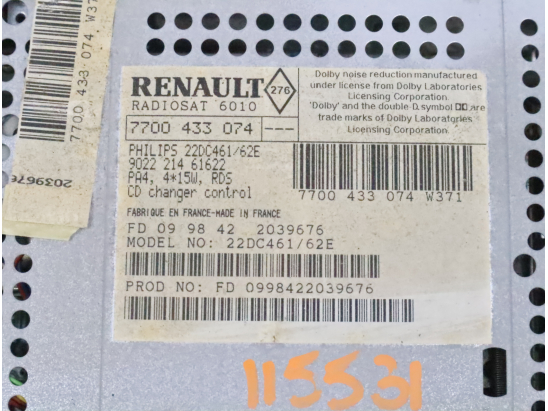 7700 433 074 W371
2039676
RENAULT 276
RADIOSAT 6010
7700 433 074 ---
Dolby noise reduction manufactured
under license from Dolby Laboratories
Licensing Corporation.
'Dolby' and the double-D symbol DD are
trade marks of Dolby Laboratories
Licensing Corporation.
PHILIPS 22DC461/62E
9022 214 61622
PA4, 4*15W, RDS
CD changer control
7700 433 074 W371
FABRIQUE EN FRANCE-MADE IN FRANCE
FD 09 98 42 2039676
MODEL NO: 22DC461/62E
PROD NO: FD 0998422039676
115531